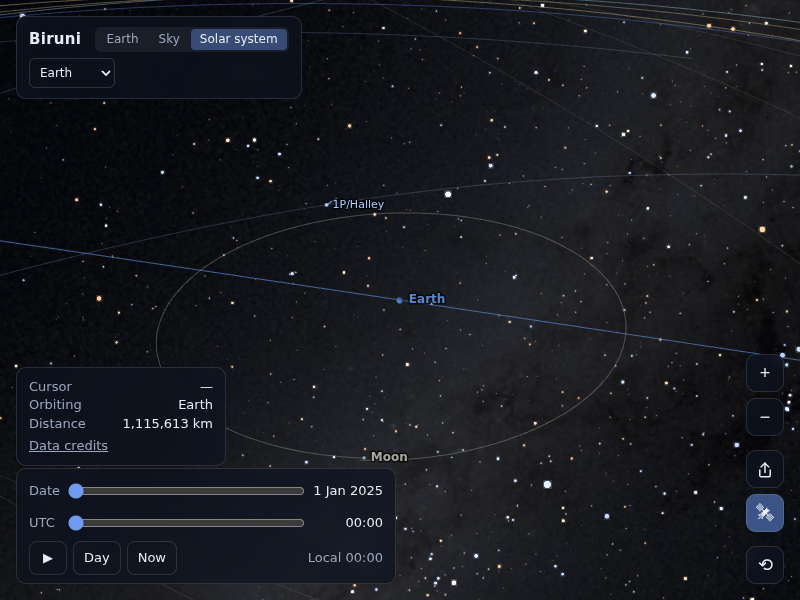 Biruni Earth Sky Solar system
Earth
1P/Halley
Earth
Cursor —
Orbiting Earth
Distance 1,115,613 km
Data credits
Moon
Date 1 Jan 2025
UTC 00:00
▶ Day Now Local 00:00
+
−
⟲